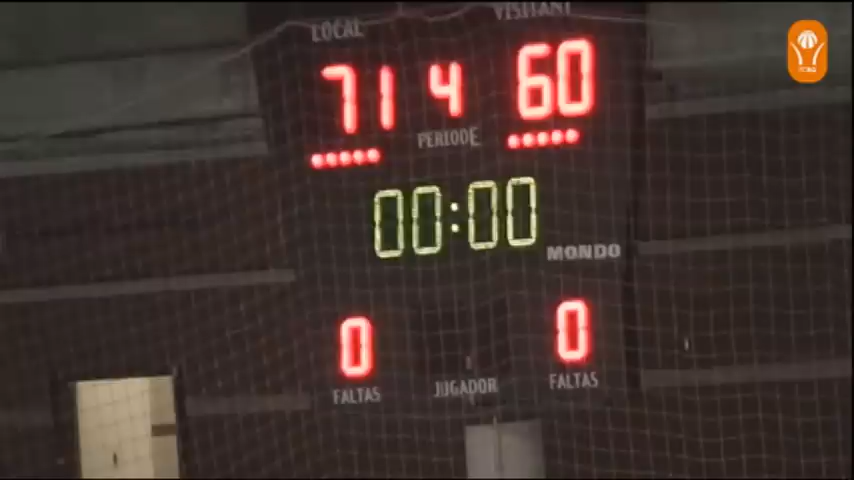 LOCAL VISITANT
71 4 60
PERIODE
00:00
MONDO
0 0
FALTAS JUGADOR FALTAS